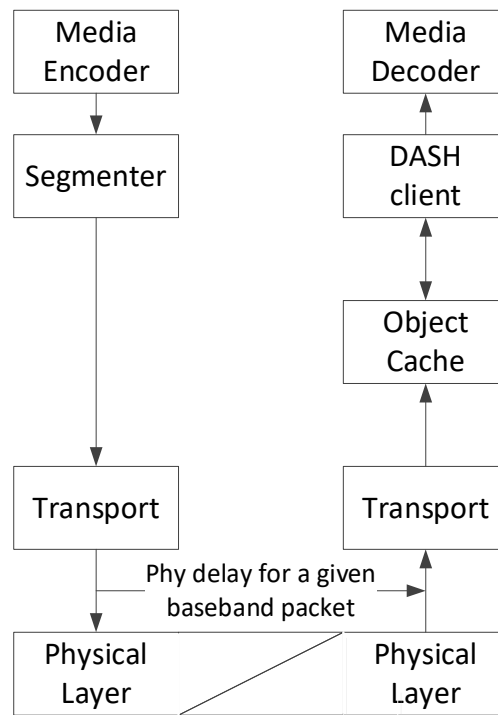 Media
Encoder
Media
Decoder
Segmenter
DASH
client
Object
Cache
Transport
Transport
Phy delay for a given
baseband packet
Physical
Layer
Physical
Layer